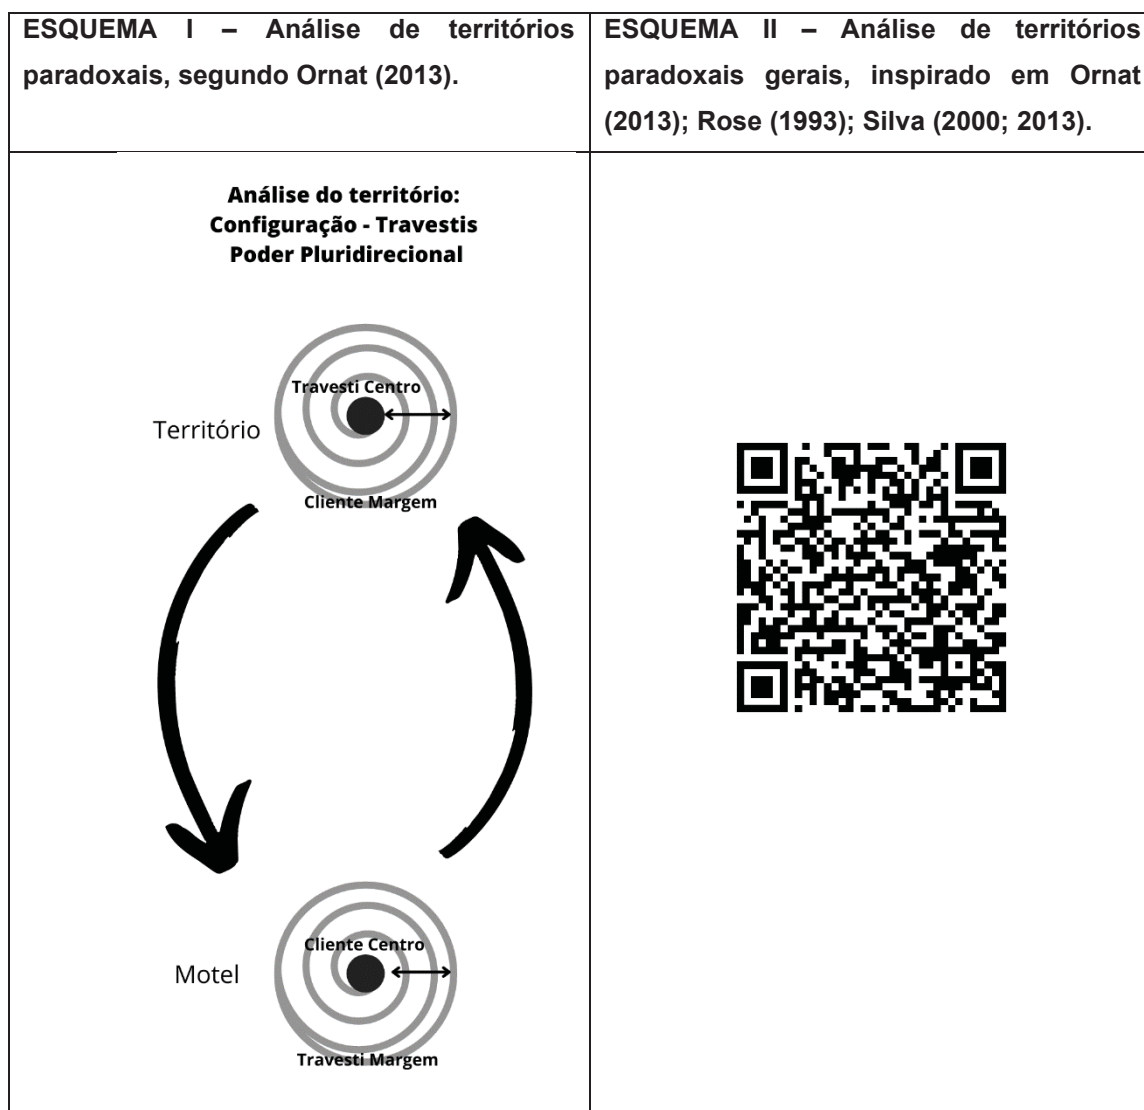 ESQUEMA I – Análise de territórios
paradoxais, segundo Ornat (2013).
ESQUEMA II – Análise de territórios
paradoxais gerais, inspirado em Ornat
(2013); Rose (1993); Silva (2000; 2013).
Análise do território:
Configuração - Travestis
Poder Pluridirecional
Travesti Centro
Território
Cliente Margem
Cliente Centro
Motel
Travesti Margem